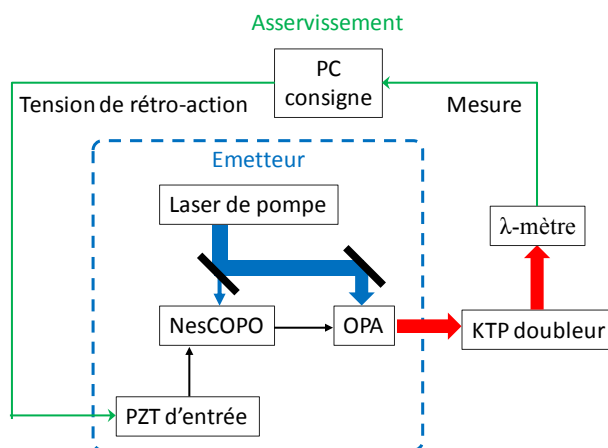 Asservissement
PC
consigne
Tension de rétro-action
Mesure
Emetteur
Laser de pompe
λ-mètre
NesCOPO
OPA
KTP doubleur
PZT d'entrée